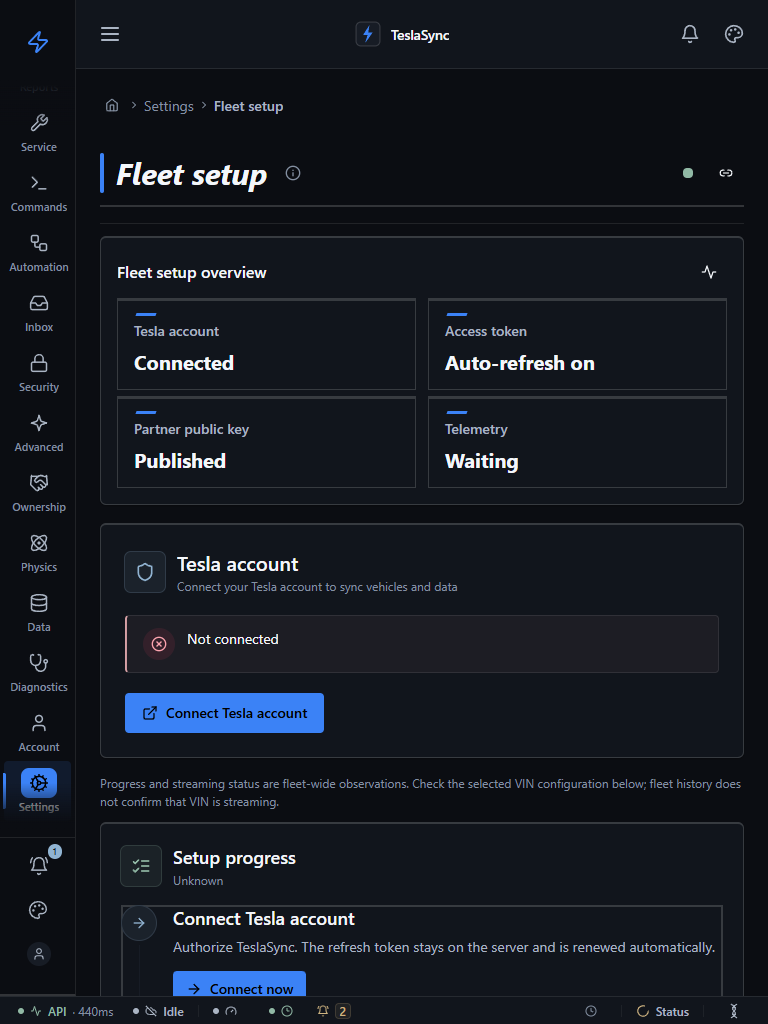 TeslaSync
Service
Commands
Automation
Inbox
Security
Advanced
Ownership
Physics
Data
Diagnostics
Account
Settings
1
Settings
Fleet setup
Fleet setup
Fleet setup overview
Tesla account
Connected
Access token
Auto-refresh on
Partner public key
Published
Telemetry
Waiting
Tesla account
Connect your Tesla account to sync vehicles and data
Not connected
Connect Tesla account
Progress and streaming status are fleet-wide observations. Check the selected VIN configuration below; fleet history does
not confirm that VIN is streaming.
Setup progress
Unknown
Connect Tesla account
Authorize TeslaSync. The refresh token stays on the server and is renewed automatically.
Connect now
API · 440ms
Idle
2
Status